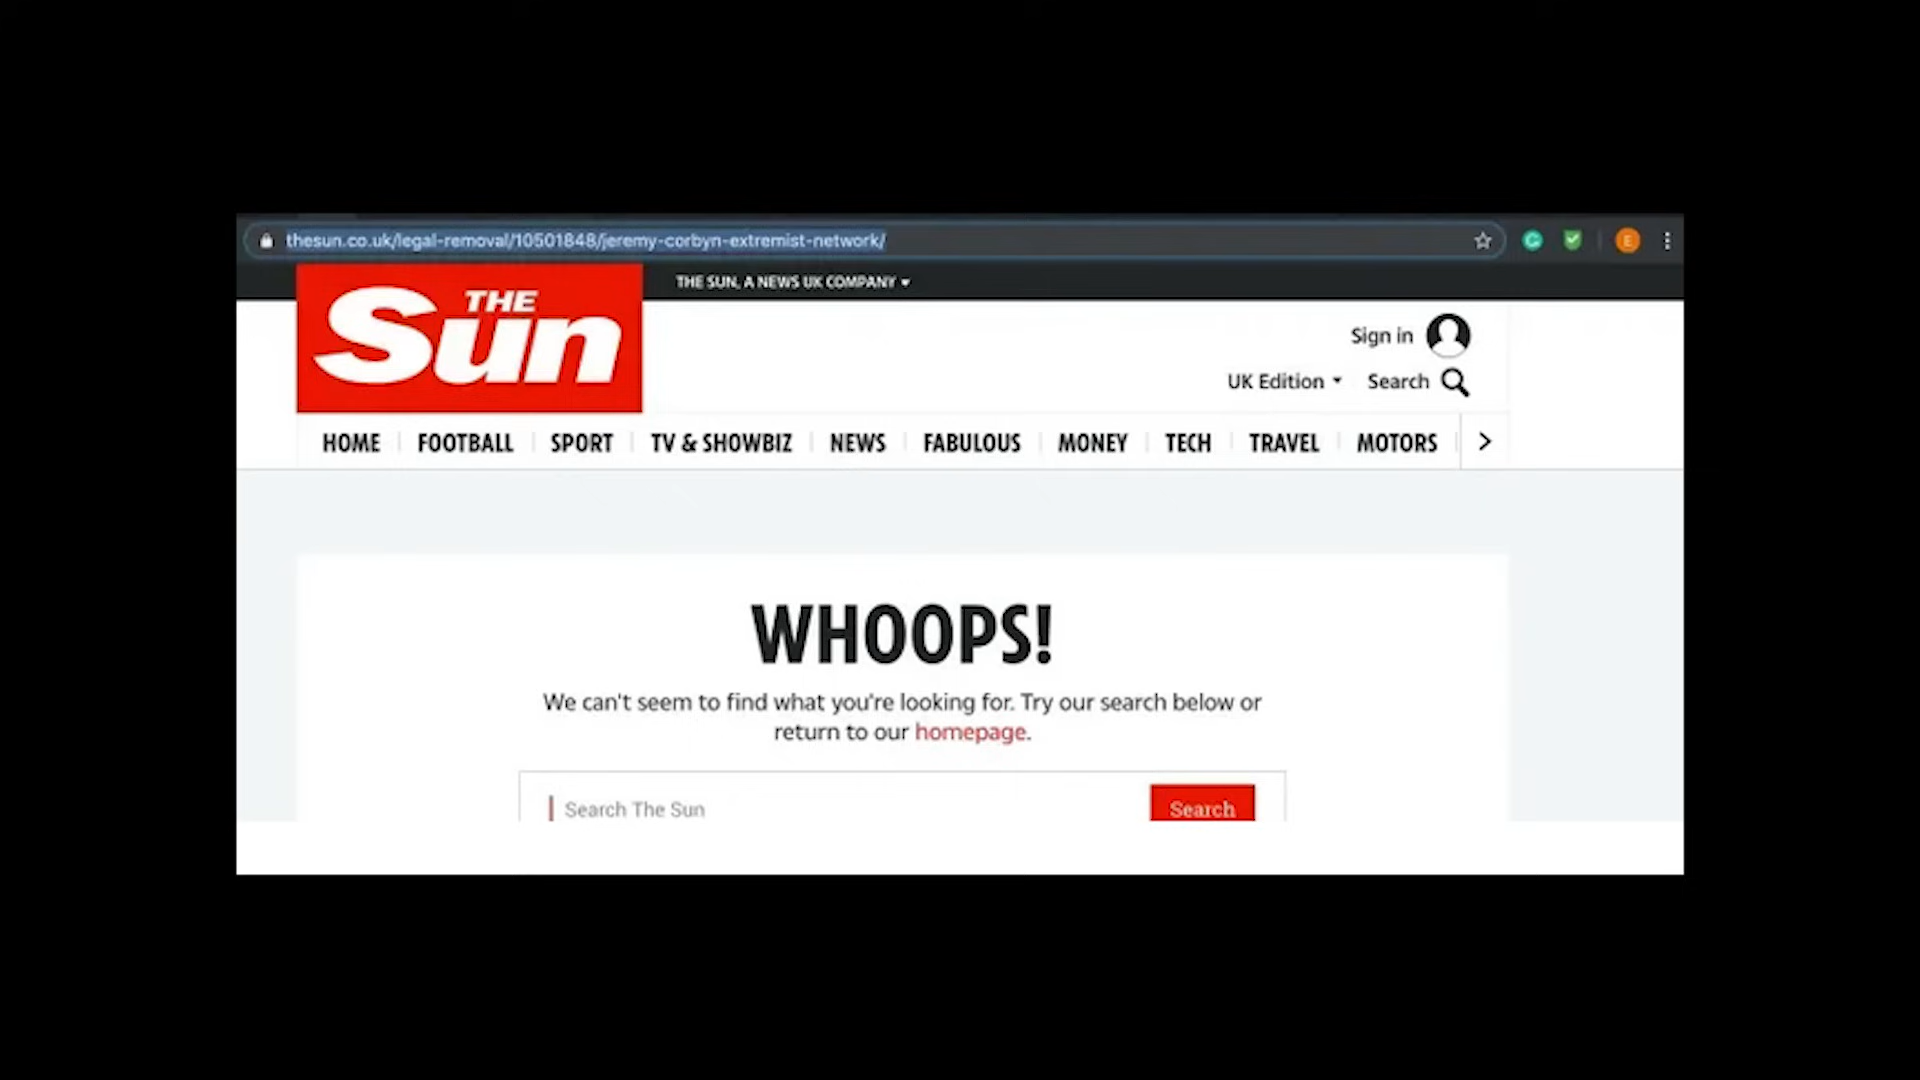 thesun.co.uk/legal-removal/10501848/jeremy-corbyn-extremist-network/
E
THE SUN, A NEWS UK COMPANY
THE
Sun
Sign in
UK Edition
Search
HOME FOOTBALL SPORT TV & SHOWBIZ NEWS FABULOUS MONEY TECH TRAVEL MOTORS
WHOOPS!
We can't seem to find what you're looking for. Try our search below or
return to our homepage.
Search The Sun
Search